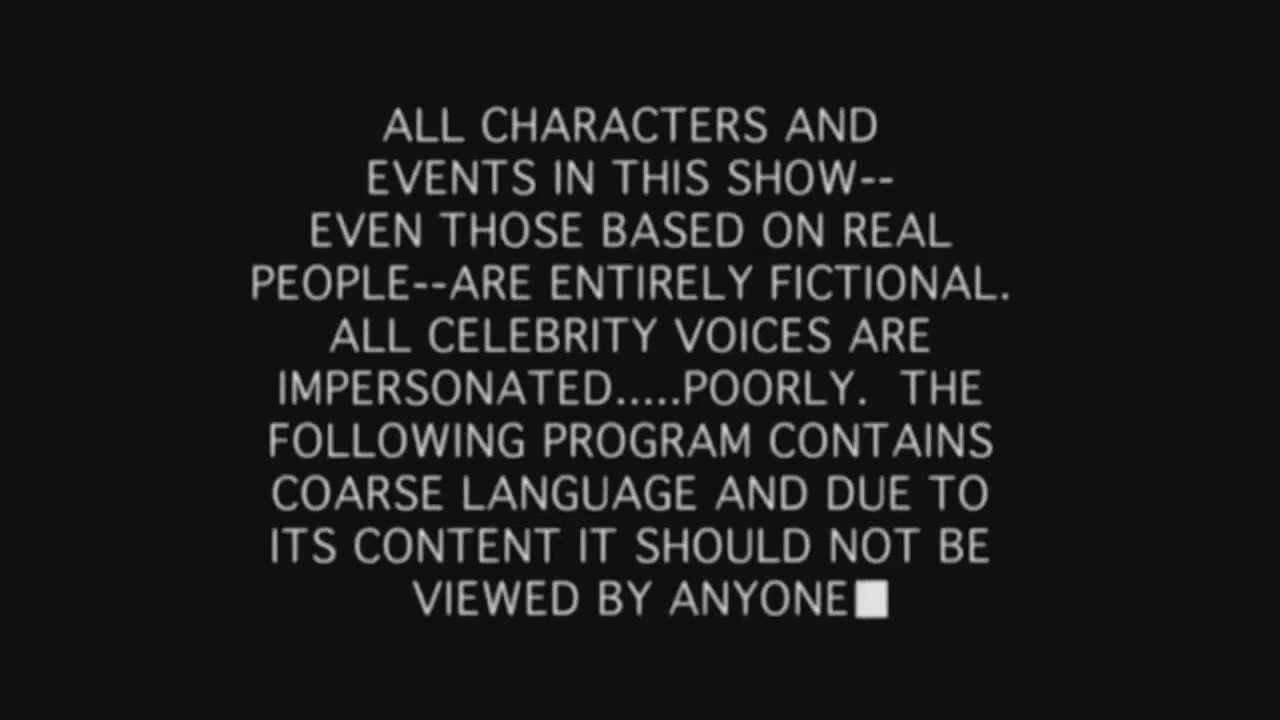 ALL CHARACTERS AND
EVENTS IN THIS SHOW--
EVEN THOSE BASED ON REAL
PEOPLE--ARE ENTIRELY FICTIONAL.
ALL CELEBRITY VOICES ARE
IMPERSONATED.....POORLY.  THE
FOLLOWING PROGRAM CONTAINS
COARSE LANGUAGE AND DUE TO
ITS CONTENT IT SHOULD NOT BE
VIEWED BY ANYONE